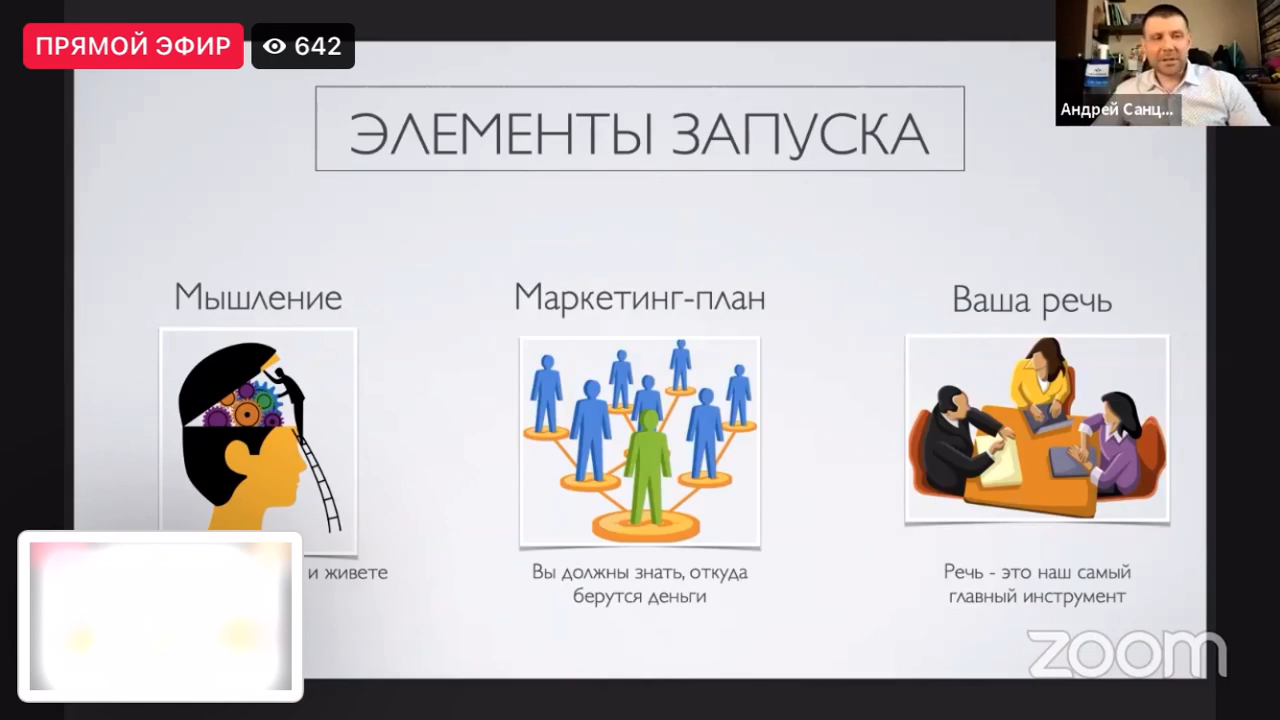 ПРЯМОЙ ЭФИР
642
Андрей Санц...
ЭЛЕМЕНТЫ ЗАПУСКА
Мышление
Маркетинг-план
Ваша речь
и живете
Вы должны знать, откуда
берутся деньги
Речь - это наш самый
главный инструмент
zoom